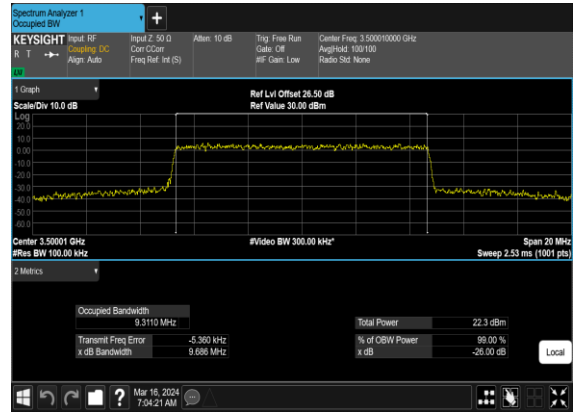 Spectrum Analyzer 1
Occupied BW
+
KEYSIGHT Input: RF Input Z: 50 Ω Atten: 10 dB Trig: Free Run Center Freq: 3.500010000 GHz
R T Coupling: DC Corr CCorr Gate: Off Avg|Hold: 100/100
Align: Auto Freq Ref: Int (S) #IF Gain: Low Radio Std: None
LW
1 Graph
Ref Lvl Offset 26.50 dB
Scale/Div 10.0 dB Ref Value 30.00 dBm
Log
20.0
10.0
0.00
-10.0
-20.0
-30.0
-40.0
-50.0
-60.0
Center 3.50001 GHz #Video BW 300.00 kHz* Span 20 MHz
#Res BW 100.00 kHz Sweep 2.53 ms (1001 pts)
2 Metrics
Occupied Bandwidth
9.3110 MHz Total Power 22.3 dBm
Transmit Freq Error -5.360 kHz % of OBW Power 99.00 %
x dB Bandwidth 9.686 MHz x dB -26.00 dB
Local
? Mar 16, 2024
7:04:21 AM